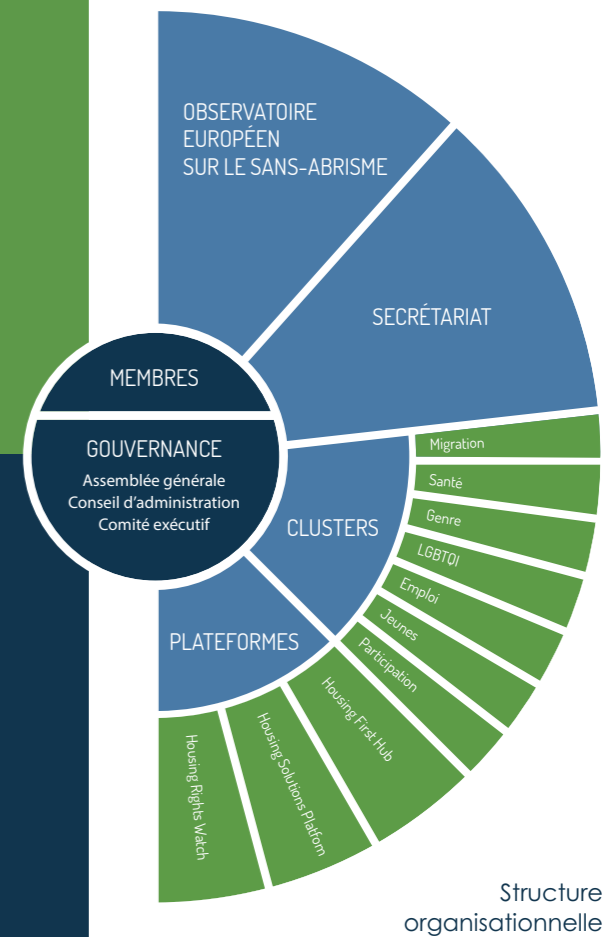 OBSERVATOIRE
EUROPÉEN
SUR LE SANS-ABRISME
SECRÉTARIAT
MEMBRES
GOUVERNANCE
Assemblée générale
Conseil d'administration
Comité exécutif
CLUSTERS
Migration
Santé
Genre
LGBTQI
Emploi
Jeunes
Participation
PLATEFORMES
Housing First Hub
Housing Solutions Platfom
Housing Rights Watch
Structure
organisationnelle